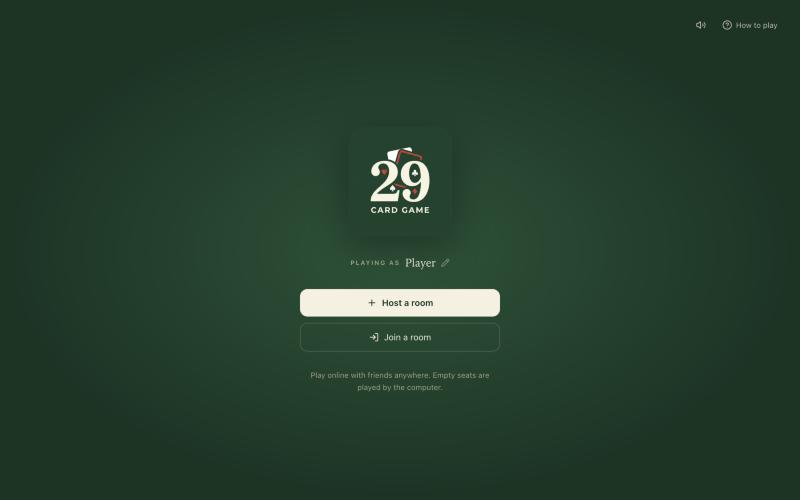 How to play
29
CARD GAME
PLAYING AS Player
Host a room
Join a room
Play online with friends anywhere. Empty seats are
played by the computer.